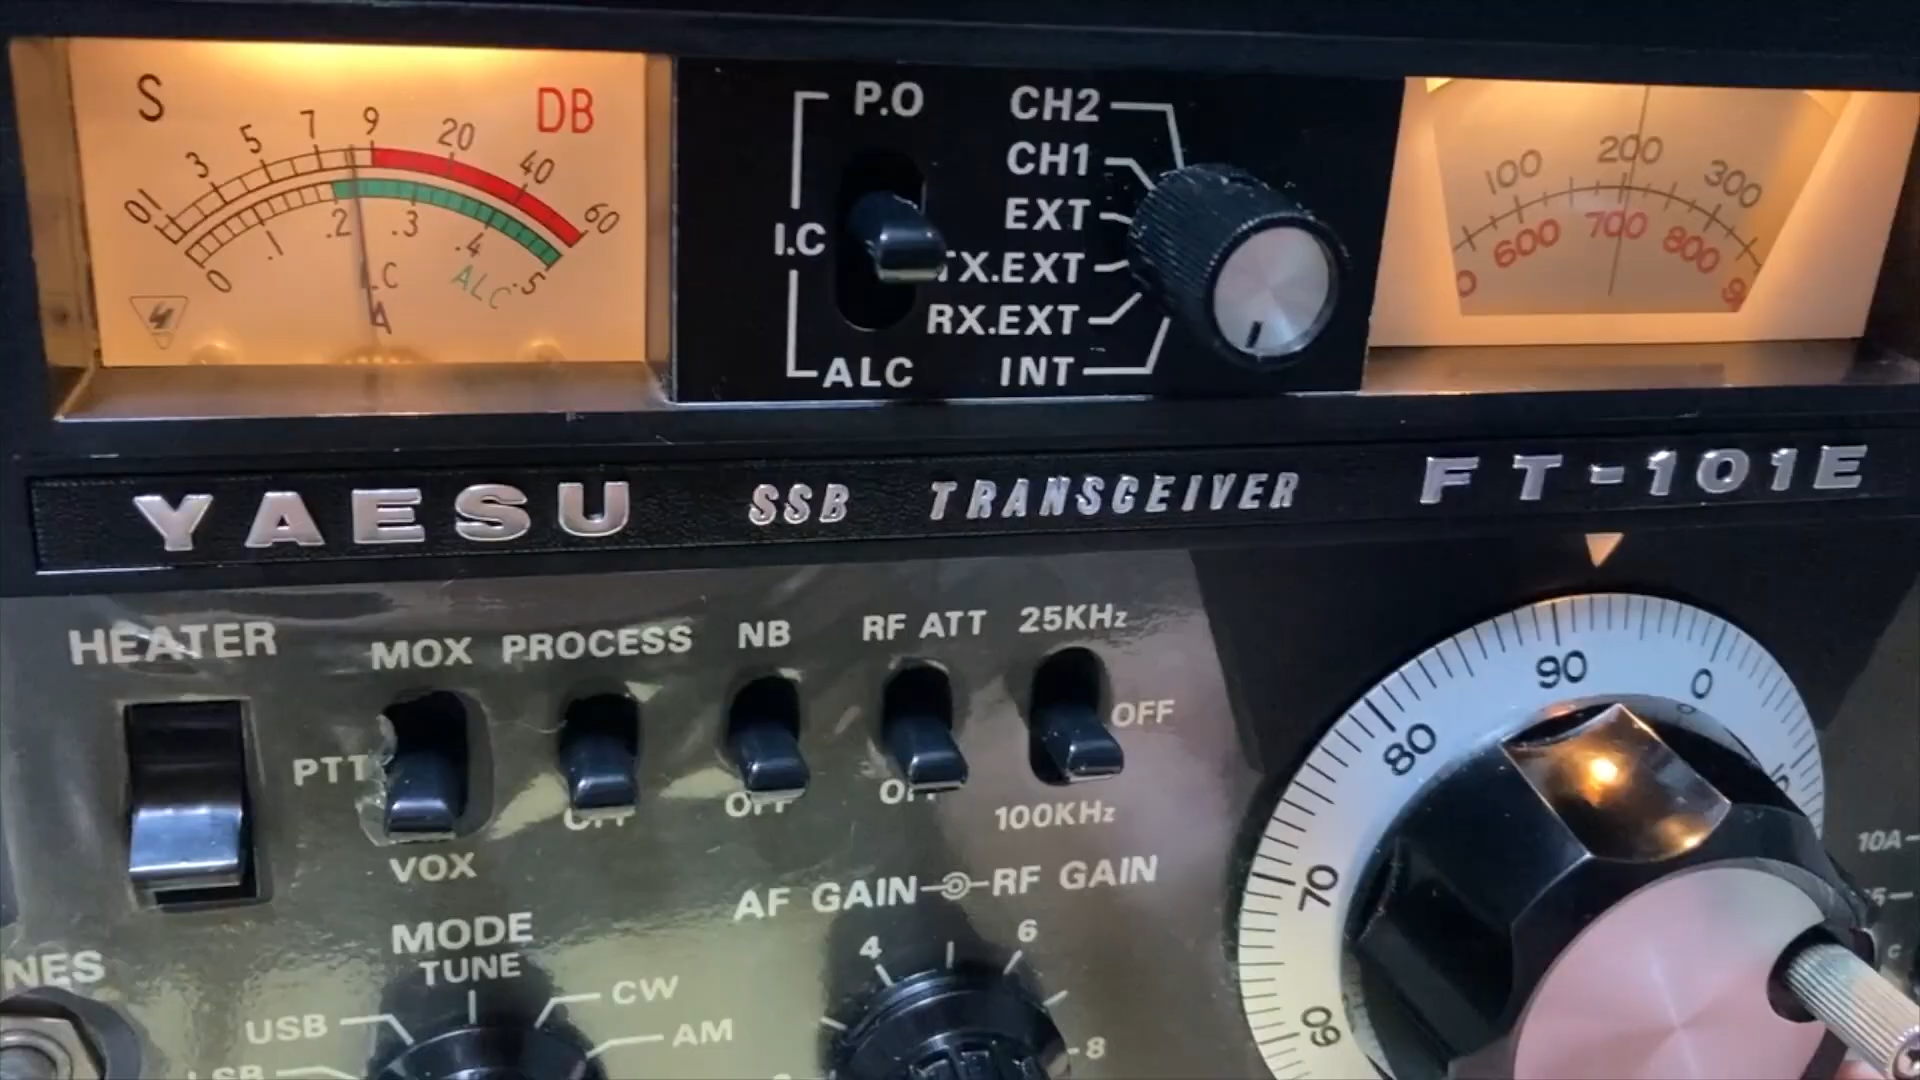 S
DB
0 1 3 5 7 9 20 40 60
0 .1 .2 .3 .4 .5
ALC
P.O
I.C
ALC
CH2
CH1
EXT
TX.EXT
RX.EXT
INT
100 200 300
600 700 800
YAESU SSB TRANSCEIVER FT-101E
HEATER
MOX
PTT
VOX
PROCESS
OFF
NB
OFF
RF ATT
OFF
25KHz
OFF
100KHz
AF GAIN RF GAIN
4 6 8
MODE
TUNE
USB
LSB
CW
AM
60 70 80 90 0
10A